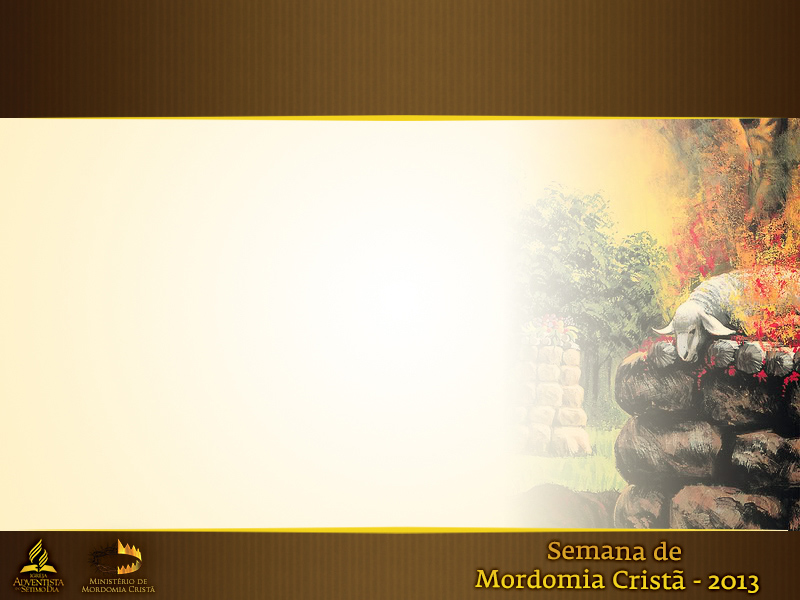 IGREJA
ADVENTISTA
DO SÉTIMO DIA
MINISTÉRIO DE
MORDOMIA CRISTÃ
Semana de
Mordomia Cristã - 2013